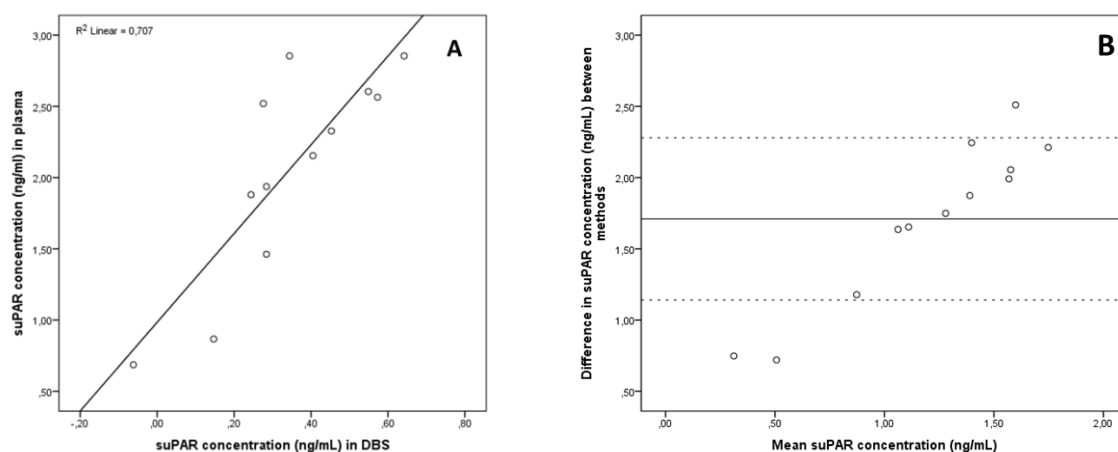 R² Linear = 0,707
A
3,00
2,50
2,00
1,50
1,00
,50
suPAR concentration (ng/ml) in plasma
-,20 ,00 ,20 ,40 ,60 ,80
suPAR concentration (ng/mL) in DBS
B
3,00
2,50
2,00
1,50
1,00
,50
Difference in suPAR concentration (ng/mL) between
methods
,00 ,50 1,00 1,50 2,00
Mean suPAR concentration (ng/mL)